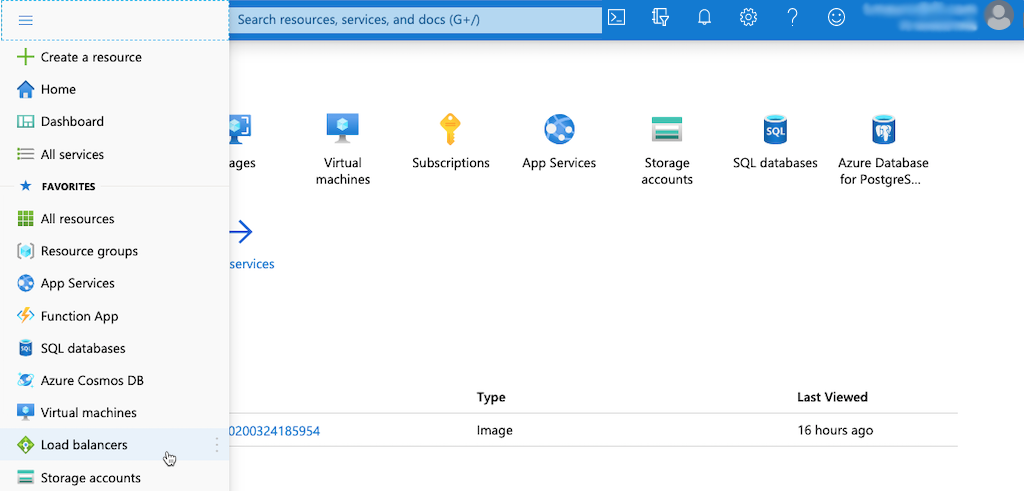 Search resources, services, and docs (G+/)
Create a resource
Home
Dashboard
All services
FAVORITES
All resources
Resource groups
App Services
Function App
SQL databases
Azure Cosmos DB
Virtual machines
Load balancers
Storage accounts
ages
Virtual
machines
Subscriptions
App Services
Storage
accounts
SQL
SQL databases
Azure Database
for PostgreS...
services
Type
Last Viewed
0200324185954
Image
16 hours ago